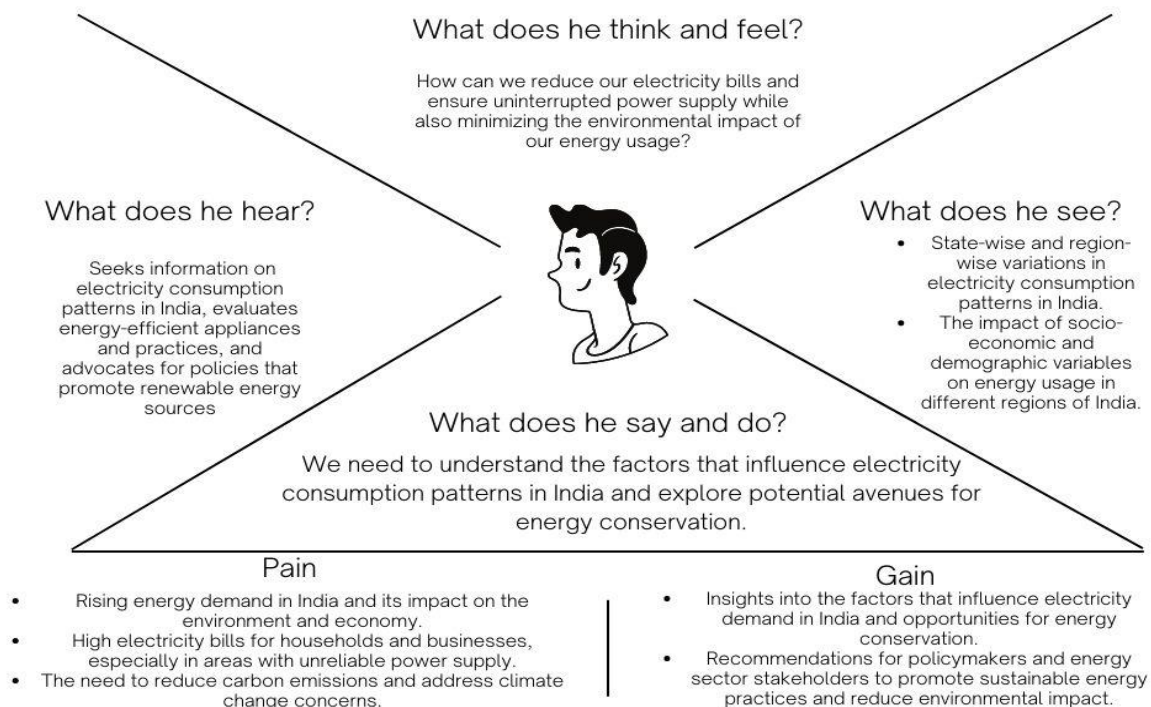 What does he think and feel?
How can we reduce our electricity bills and
ensure uninterrupted power supply while
also minimizing the environmental impact of
our energy usage?
What does he hear?
Seeks information on
electricity consumption
patterns in India, evaluates
energy-efficient appliances
and practices, and
advocates for policies that
promote renewable energy
sources
What does he see?
• State-wise and region-
wise variations in
electricity consumption
patterns in India.
• The impact of socio-
economic and
demographic variables
on energy usage in
different regions of India.
What does he say and do?
We need to understand the factors that influence electricity
consumption patterns in India and explore potential avenues for
energy conservation.
Pain
• Rising energy demand in India and its impact on the
environment and economy.
• High electricity bills for households and businesses,
especially in areas with unreliable power supply.
• The need to reduce carbon emissions and address climate
change concerns.
Gain
• Insights into the factors that influence electricity
demand in India and opportunities for energy
conservation.
• Recommendations for policymakers and energy
sector stakeholders to promote sustainable energy
practices and reduce environmental impact.